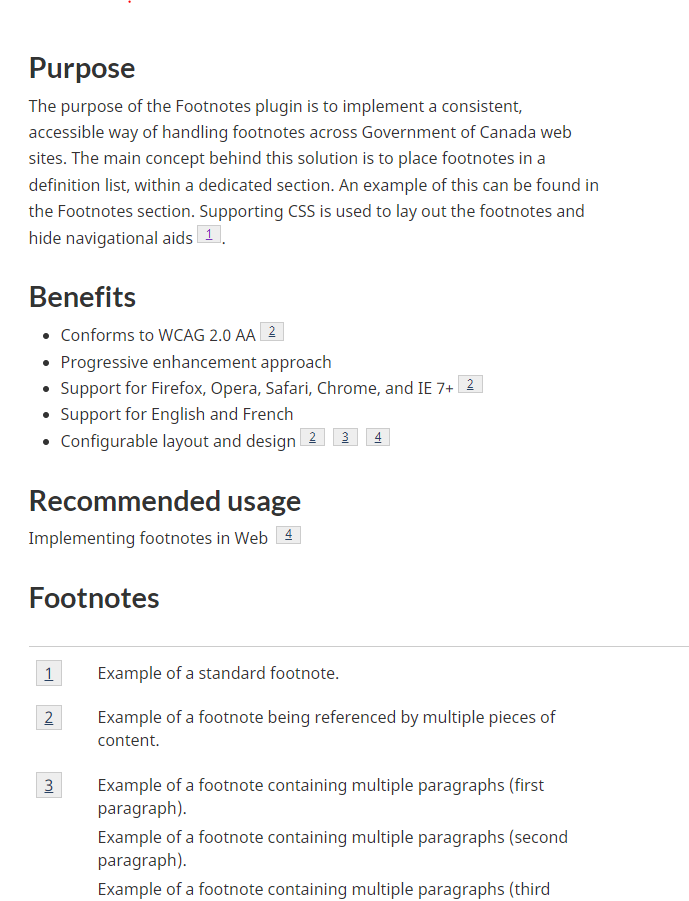 Purpose
The purpose of the Footnotes plugin is to implement a consistent,
accessible way of handling footnotes across Government of Canada web
sites. The main concept behind this solution is to place footnotes in a
definition list, within a dedicated section. An example of this can be found in
the Footnotes section. Supporting CSS is used to lay out the footnotes and
hide navigational aids 1 .
Benefits
• Conforms to WCAG 2.0 AA 2
• Progressive enhancement approach
• Support for Firefox, Opera, Safari, Chrome, and IE 7+ 2
• Support for English and French
• Configurable layout and design 2 3 4
Recommended usage
Implementing footnotes in Web 4
Footnotes
1 Example of a standard footnote.
2 Example of a footnote being referenced by multiple pieces of
content.
3 Example of a footnote containing multiple paragraphs (first
paragraph).
Example of a footnote containing multiple paragraphs (second
paragraph).
Example of a footnote containing multiple paragraphs (third